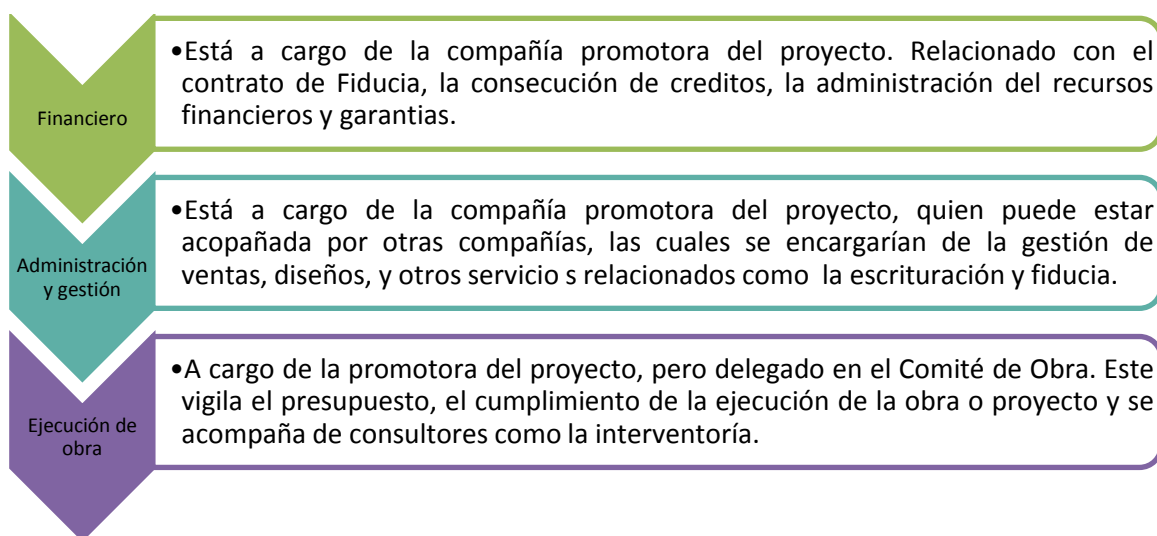 Financiero
•Está a cargo de la compañía promotora del proyecto. Relacionado con el
contrato de Fiducia, la consecución de creditos, la administración del recursos
financieros y garantias.
Administración
y gestión
•Está a cargo de la compañía promotora del proyecto, quien puede estar
acopañada por otras compañías, las cuales se encargarían de la gestión de
ventas, diseños, y otros servicio s relacionados como la escrituración y fiducia.
Ejecución de
obra
•A cargo de la promotora del proyecto, pero delegado en el Comité de Obra. Este
vigila el presupuesto, el cumplimiento de la ejecución de la obra o proyecto y se
acompaña de consultores como la interventoría.